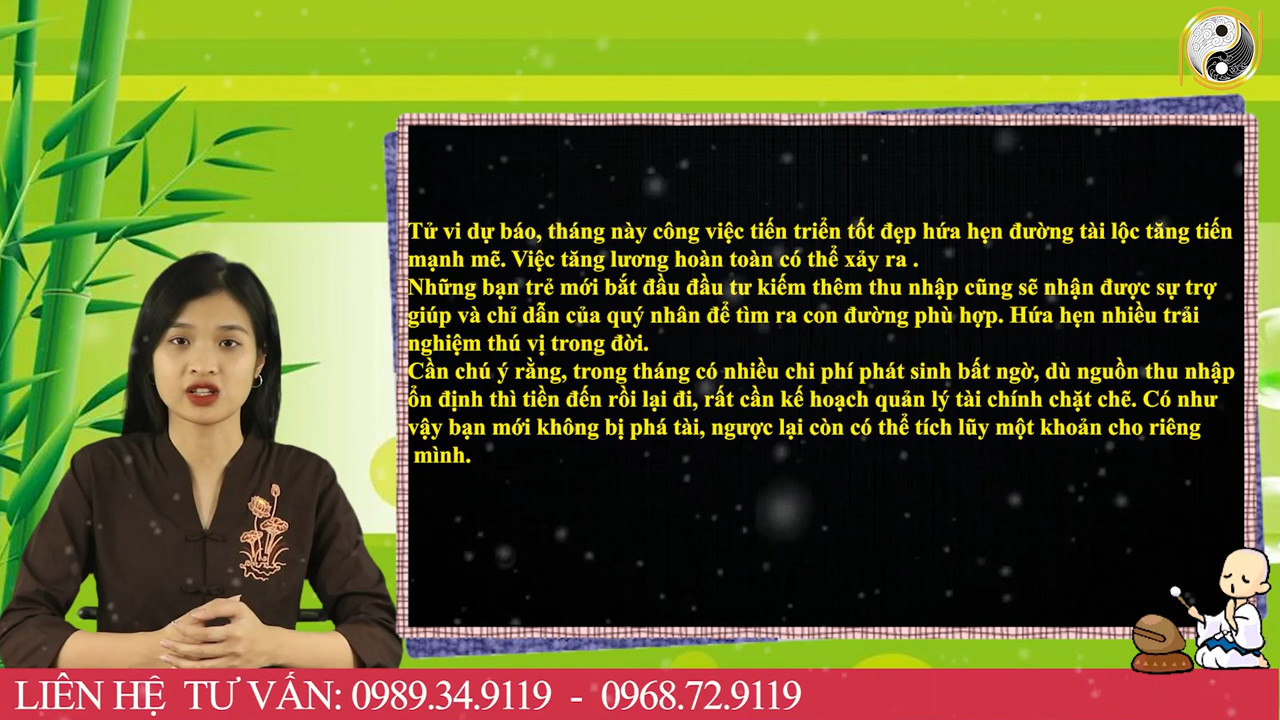 Tử vi dự báo, tháng này công việc tiến triển tốt đẹp hứa hẹn đường tài lộc tăng tiến
mạnh mẽ. Việc tăng lương hoàn toàn có thể xảy ra .
Những bạn trẻ mới bắt đầu đầu tư kiếm thêm thu nhập cũng sẽ nhận được sự trợ
giúp và chỉ dẫn của quý nhân để tìm ra con đường phù hợp. Hứa hẹn nhiều trải
nghiệm thú vị trong đời.
Cần chú ý rằng, trong tháng có nhiều chi phí phát sinh bất ngờ, dù nguồn thu nhập
ổn định thì tiền đến rồi lại đi, rất cần kế hoạch quản lý tài chính chặt chẽ. Có như
vậy bạn mới không bị phá tài, ngược lại còn có thể tích lũy một khoản cho riêng
mình.
LIÊN HỆ TƯ VẤN: 0989.34.9119 - 0968.72.9119